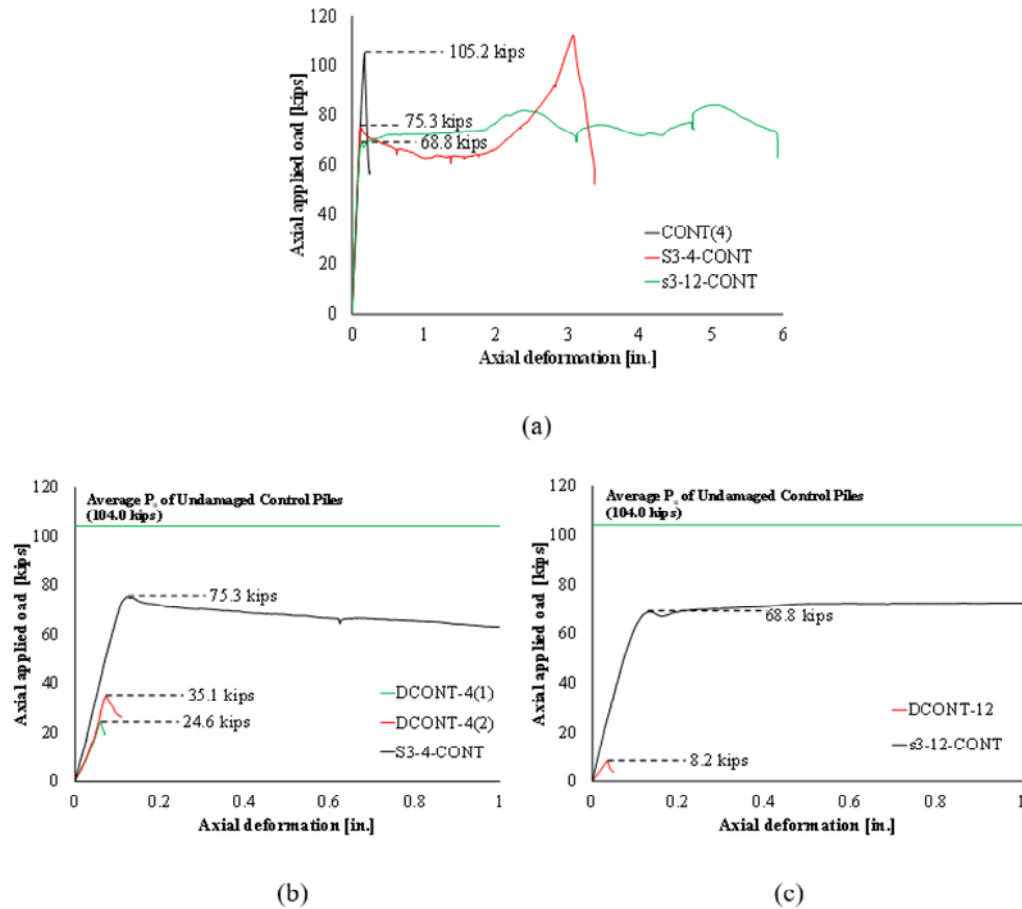 120
100
80
60
40
20
0
Axial applied oad [kips]
105.2 kips
75.3 kips
68.8 kips
CONT(4)
S3-4-CONT
s3-12-CONT
0 1 2 3 4 5 6
Axial deformation [in.]
(a)
120
100
80
60
40
20
0
Axial applied oad [kips]
Average Pu of Undamaged Control Piles
(104.0 kips)
75.3 kips
35.1 kips
24.6 kips
DCONT-4(1)
DCONT-4(2)
S3-4-CONT
0 0.2 0.4 0.6 0.8 1
Axial deformation [in.]
(b)
120
100
80
60
40
20
0
Axial applied oad [kips]
Average Pu of Undamaged Control Piles
(104.0 kips)
68.8 kips
8.2 kips
DCONT-12
s3-12-CONT
0 0.2 0.4 0.6 0.8 1
Axial deformation [in.]
(c)